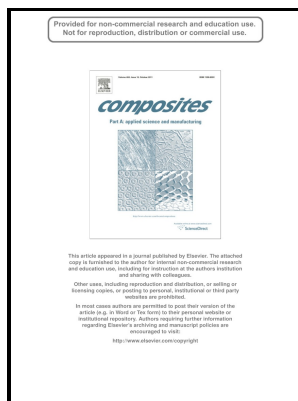 Provided for non-commercial research and education use.
Not for reproduction, distribution or commercial use.
ELSEVIER
composites
Part A: applied science and manufacturing
ScienceDirect
This article appeared in a journal published by Elsevier. The attached
copy is furnished to the author for internal non-commercial research
and education use, including for instruction at the authors institution
and sharing with colleagues.
Other uses, including reproduction and distribution, or selling or
licensing copies, or posting to personal, institutional or third party
websites are prohibited.
In most cases authors are permitted to post their version of the
article (e.g. in Word or Tex form) to their personal website or
institutional repository. Authors requiring further information
regarding Elsevier's archiving and manuscript policies are
encouraged to visit:
http://www.elsevier.com/copyright